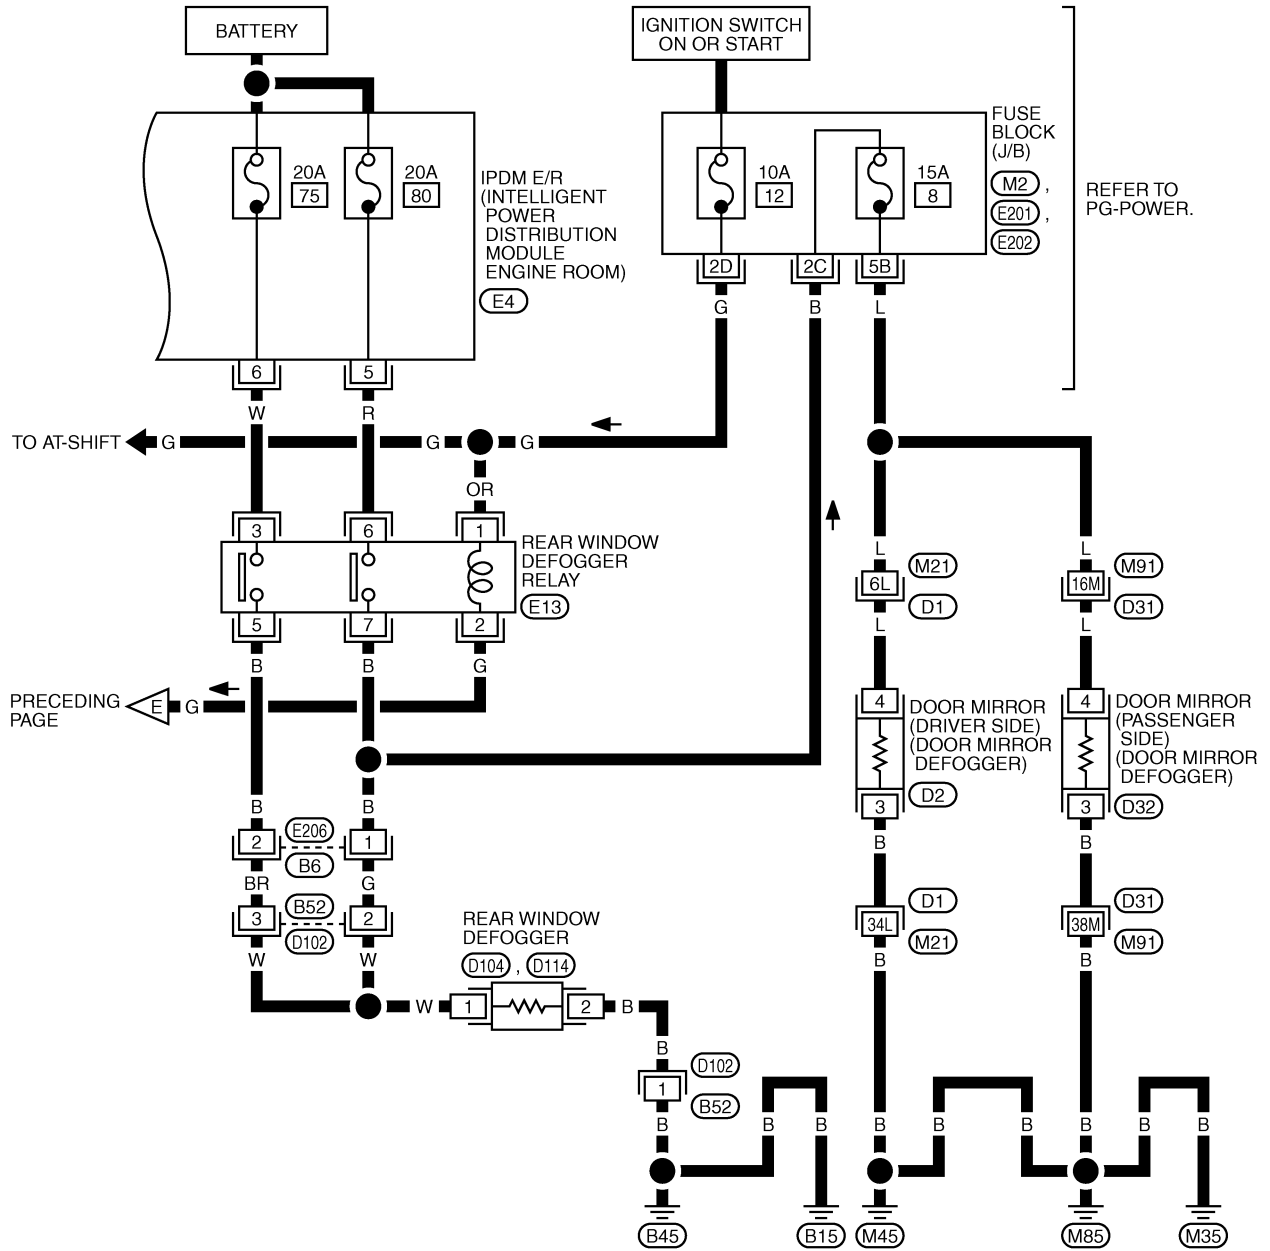 BATTERY
IGNITION SWITCH
ON OR START
20A
75
20A
80
IPDM E/R
(INTELLIGENT
POWER
DISTRIBUTION
MODULE
ENGINE ROOM)
E4
10A
12
15A
8
FUSE
BLOCK
(J/B)
M2 ,
E201 ,
E202
REFER TO
PG-POWER.
2D
2C
5B
G
B
L
6
5
W
R
TO AT-SHIFT
G
G
G
OR
3
6
1
REAR WINDOW
DEFOGGER
RELAY
E13
5
7
2
B
B
G
PRECEDING
PAGE
E
G
L
6L
M21
D1
L
L
16M
M91
D31
L
4
DOOR MIRROR
(DRIVER SIDE)
(DOOR MIRROR
DEFOGGER)
D2
3
B
4
DOOR MIRROR
(PASSENGER
SIDE)
(DOOR MIRROR
DEFOGGER)
D32
3
B
B
B
2
E206
B6
1
BR
G
3
B52
D102
2
W
W
REAR WINDOW
DEFOGGER
D104 , D114
W
1
2
B
B
D102
1
B52
B
34L
D1
M21
B
38M
D31
M91
B
B
B
B
B
B
B
B
B
B45
B15
M45
M85
M35